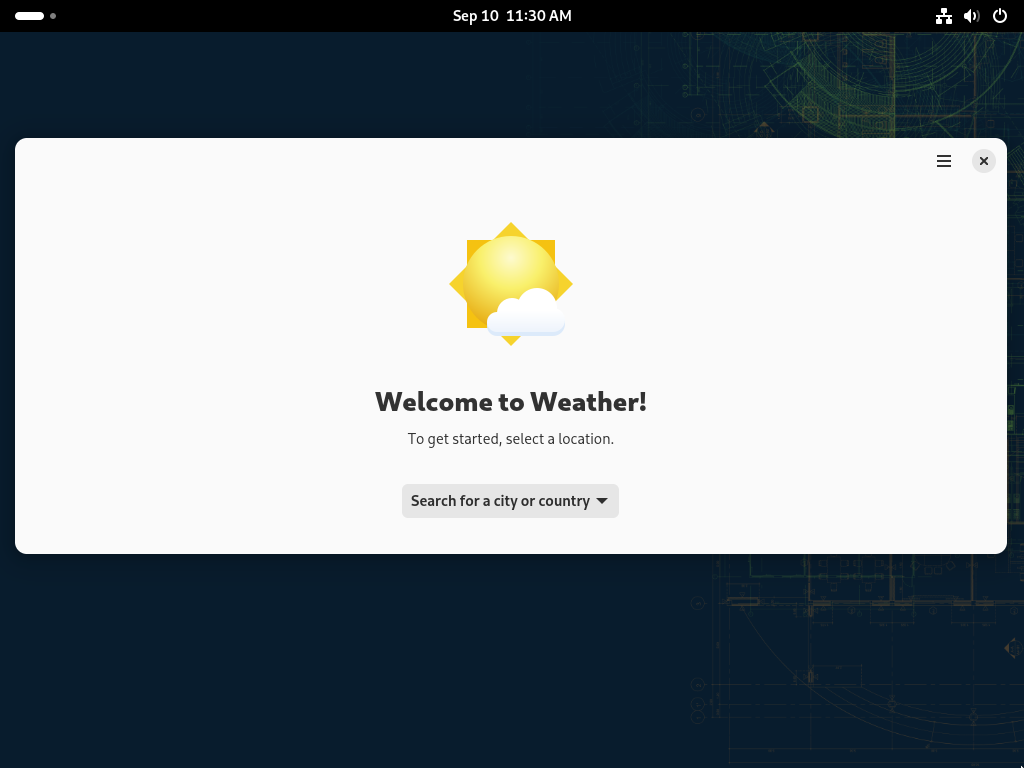 Sep 10  11:30 AM
Welcome to Weather!
To get started, select a location.
Search for a city or country